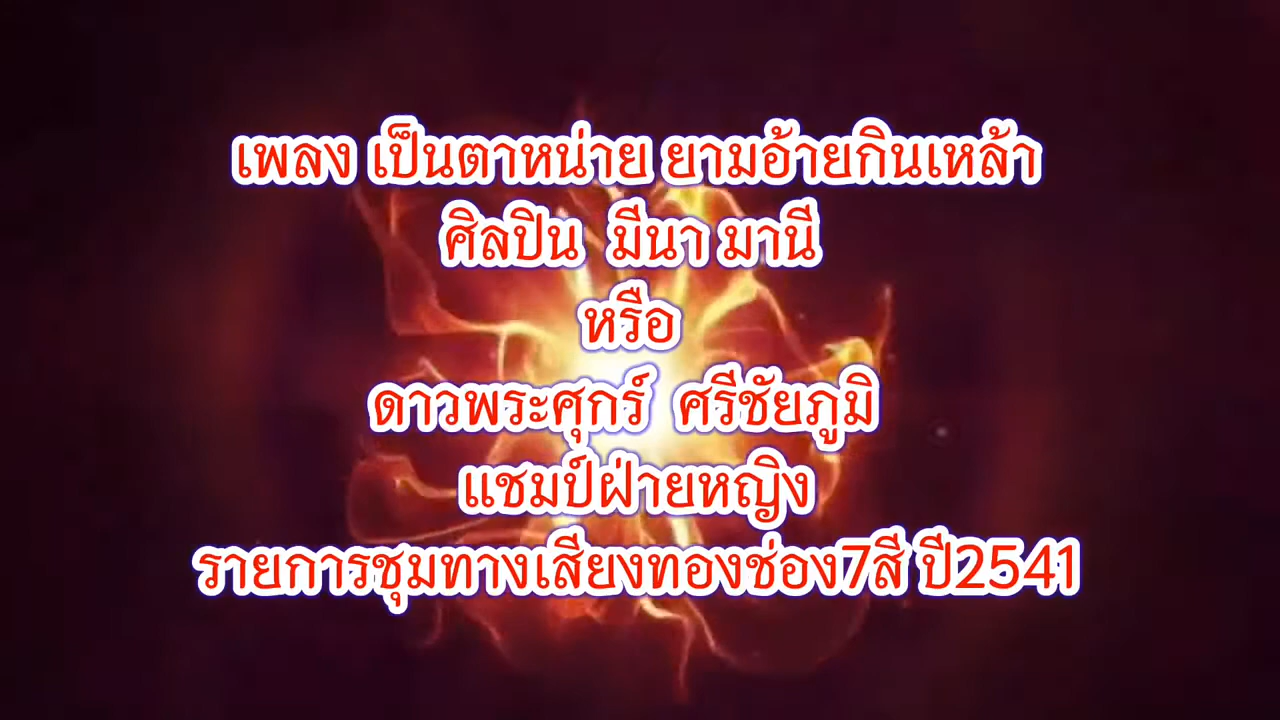 เพลง เป็นตาหน่าย ยามอ้ายกินเหล้า
ศิลปิน มีนา มานี
หรือ
ดาวพระศุกร์ ศรีชัยภูมิ
แชมป์ฝ่ายหญิง
รายการชุมทางเสียงทองช่อง7สี ปี2541